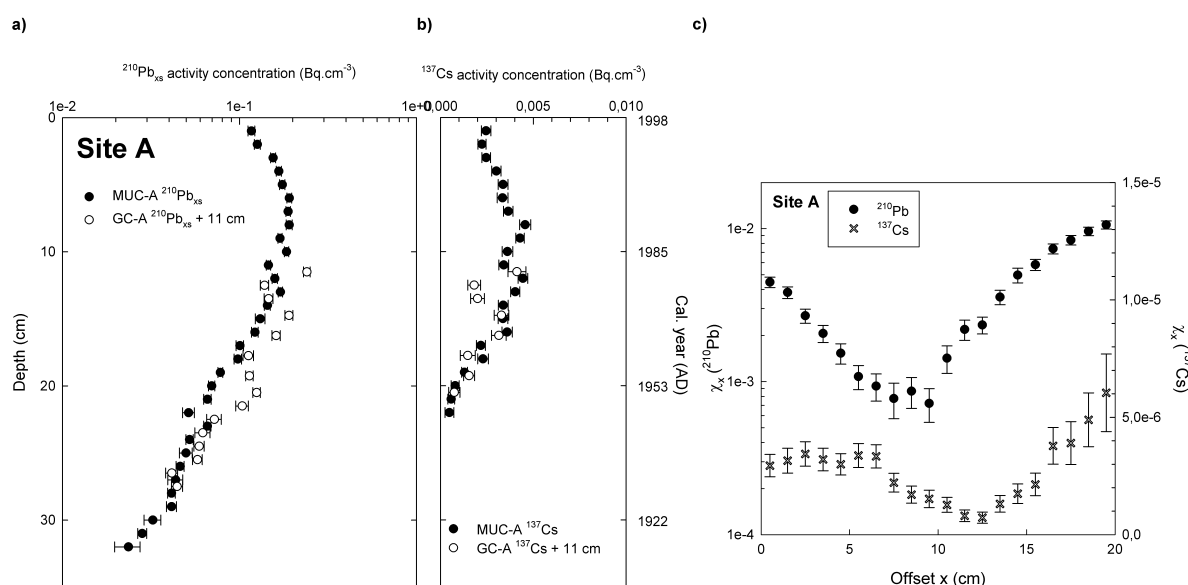 a)
b)
c)
²¹⁰Pbₓₛ activity concentration (Bq.cm⁻³)
1e-2
1e-1
1e+0
0
10
20
30
Depth (cm)
Site A
MUC-A ²¹⁰Pbₓₛ
GC-A ²¹⁰Pbₓₛ + 11 cm
¹³⁷Cs activity concentration (Bq.cm⁻³)
0,000
0,005
0,010
1998
1985
1953
1922
Cal. year (AD)
MUC-A ¹³⁷Cs
GC-A ¹³⁷Cs + 11 cm
Site A
²¹⁰Pb
¹³⁷Cs
1e-2
1e-3
1e-4
χₓ (²¹⁰Pb)
1,5e-5
1,0e-5
5,0e-6
0,0
χₓ (¹³⁷Cs)
0
5
10
15
20
Offset x (cm)